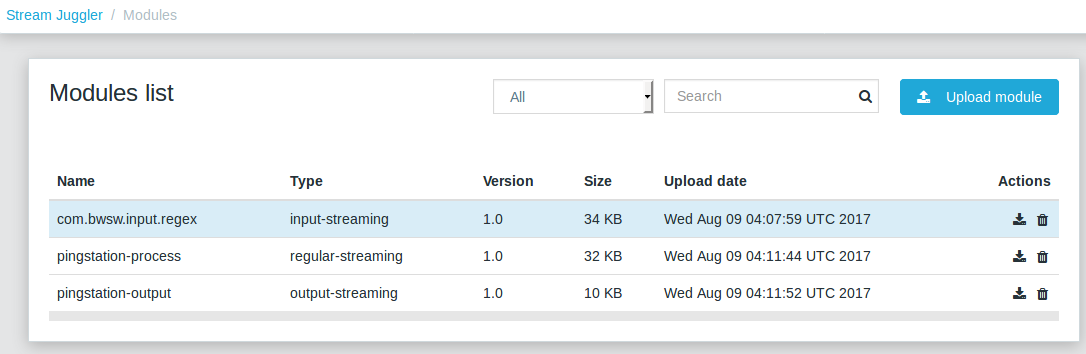 Stream Juggler / Modules
Modules list
All
Search
Upload module
Name Type Version Size Upload date Actions
com.bwsw.input.regex input-streaming 1.0 34 KB Wed Aug 09 04:07:59 UTC 2017
pingstation-process regular-streaming 1.0 32 KB Wed Aug 09 04:11:44 UTC 2017
pingstation-output output-streaming 1.0 10 KB Wed Aug 09 04:11:52 UTC 2017